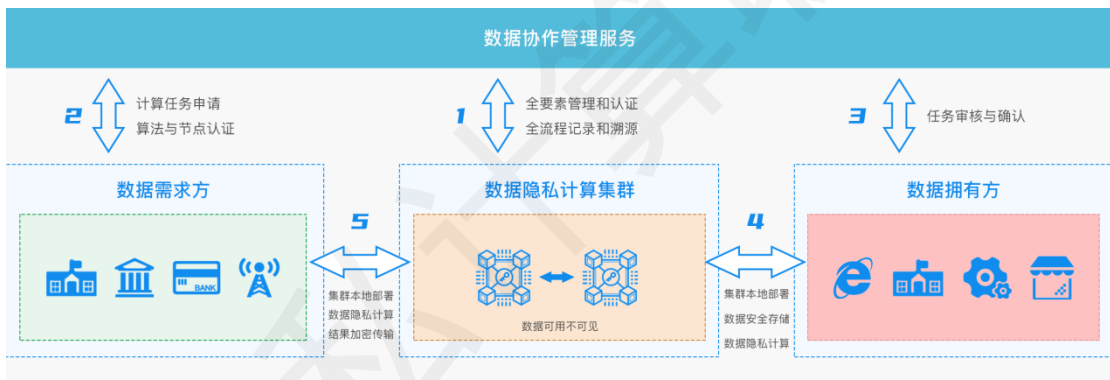 数据协作管理服务
2
计算任务申请
算法与节点认证
1
全要素管理和认证
全流程记录和溯源
3
任务审核与确认
数据需求方
BANK
5
集群本地部署
数据隐私计算
结果加密传输
数据隐私计算集群
数据可用不可见
4
集群本地部署
数据安全存储
数据隐私计算
数据拥有方
私计算